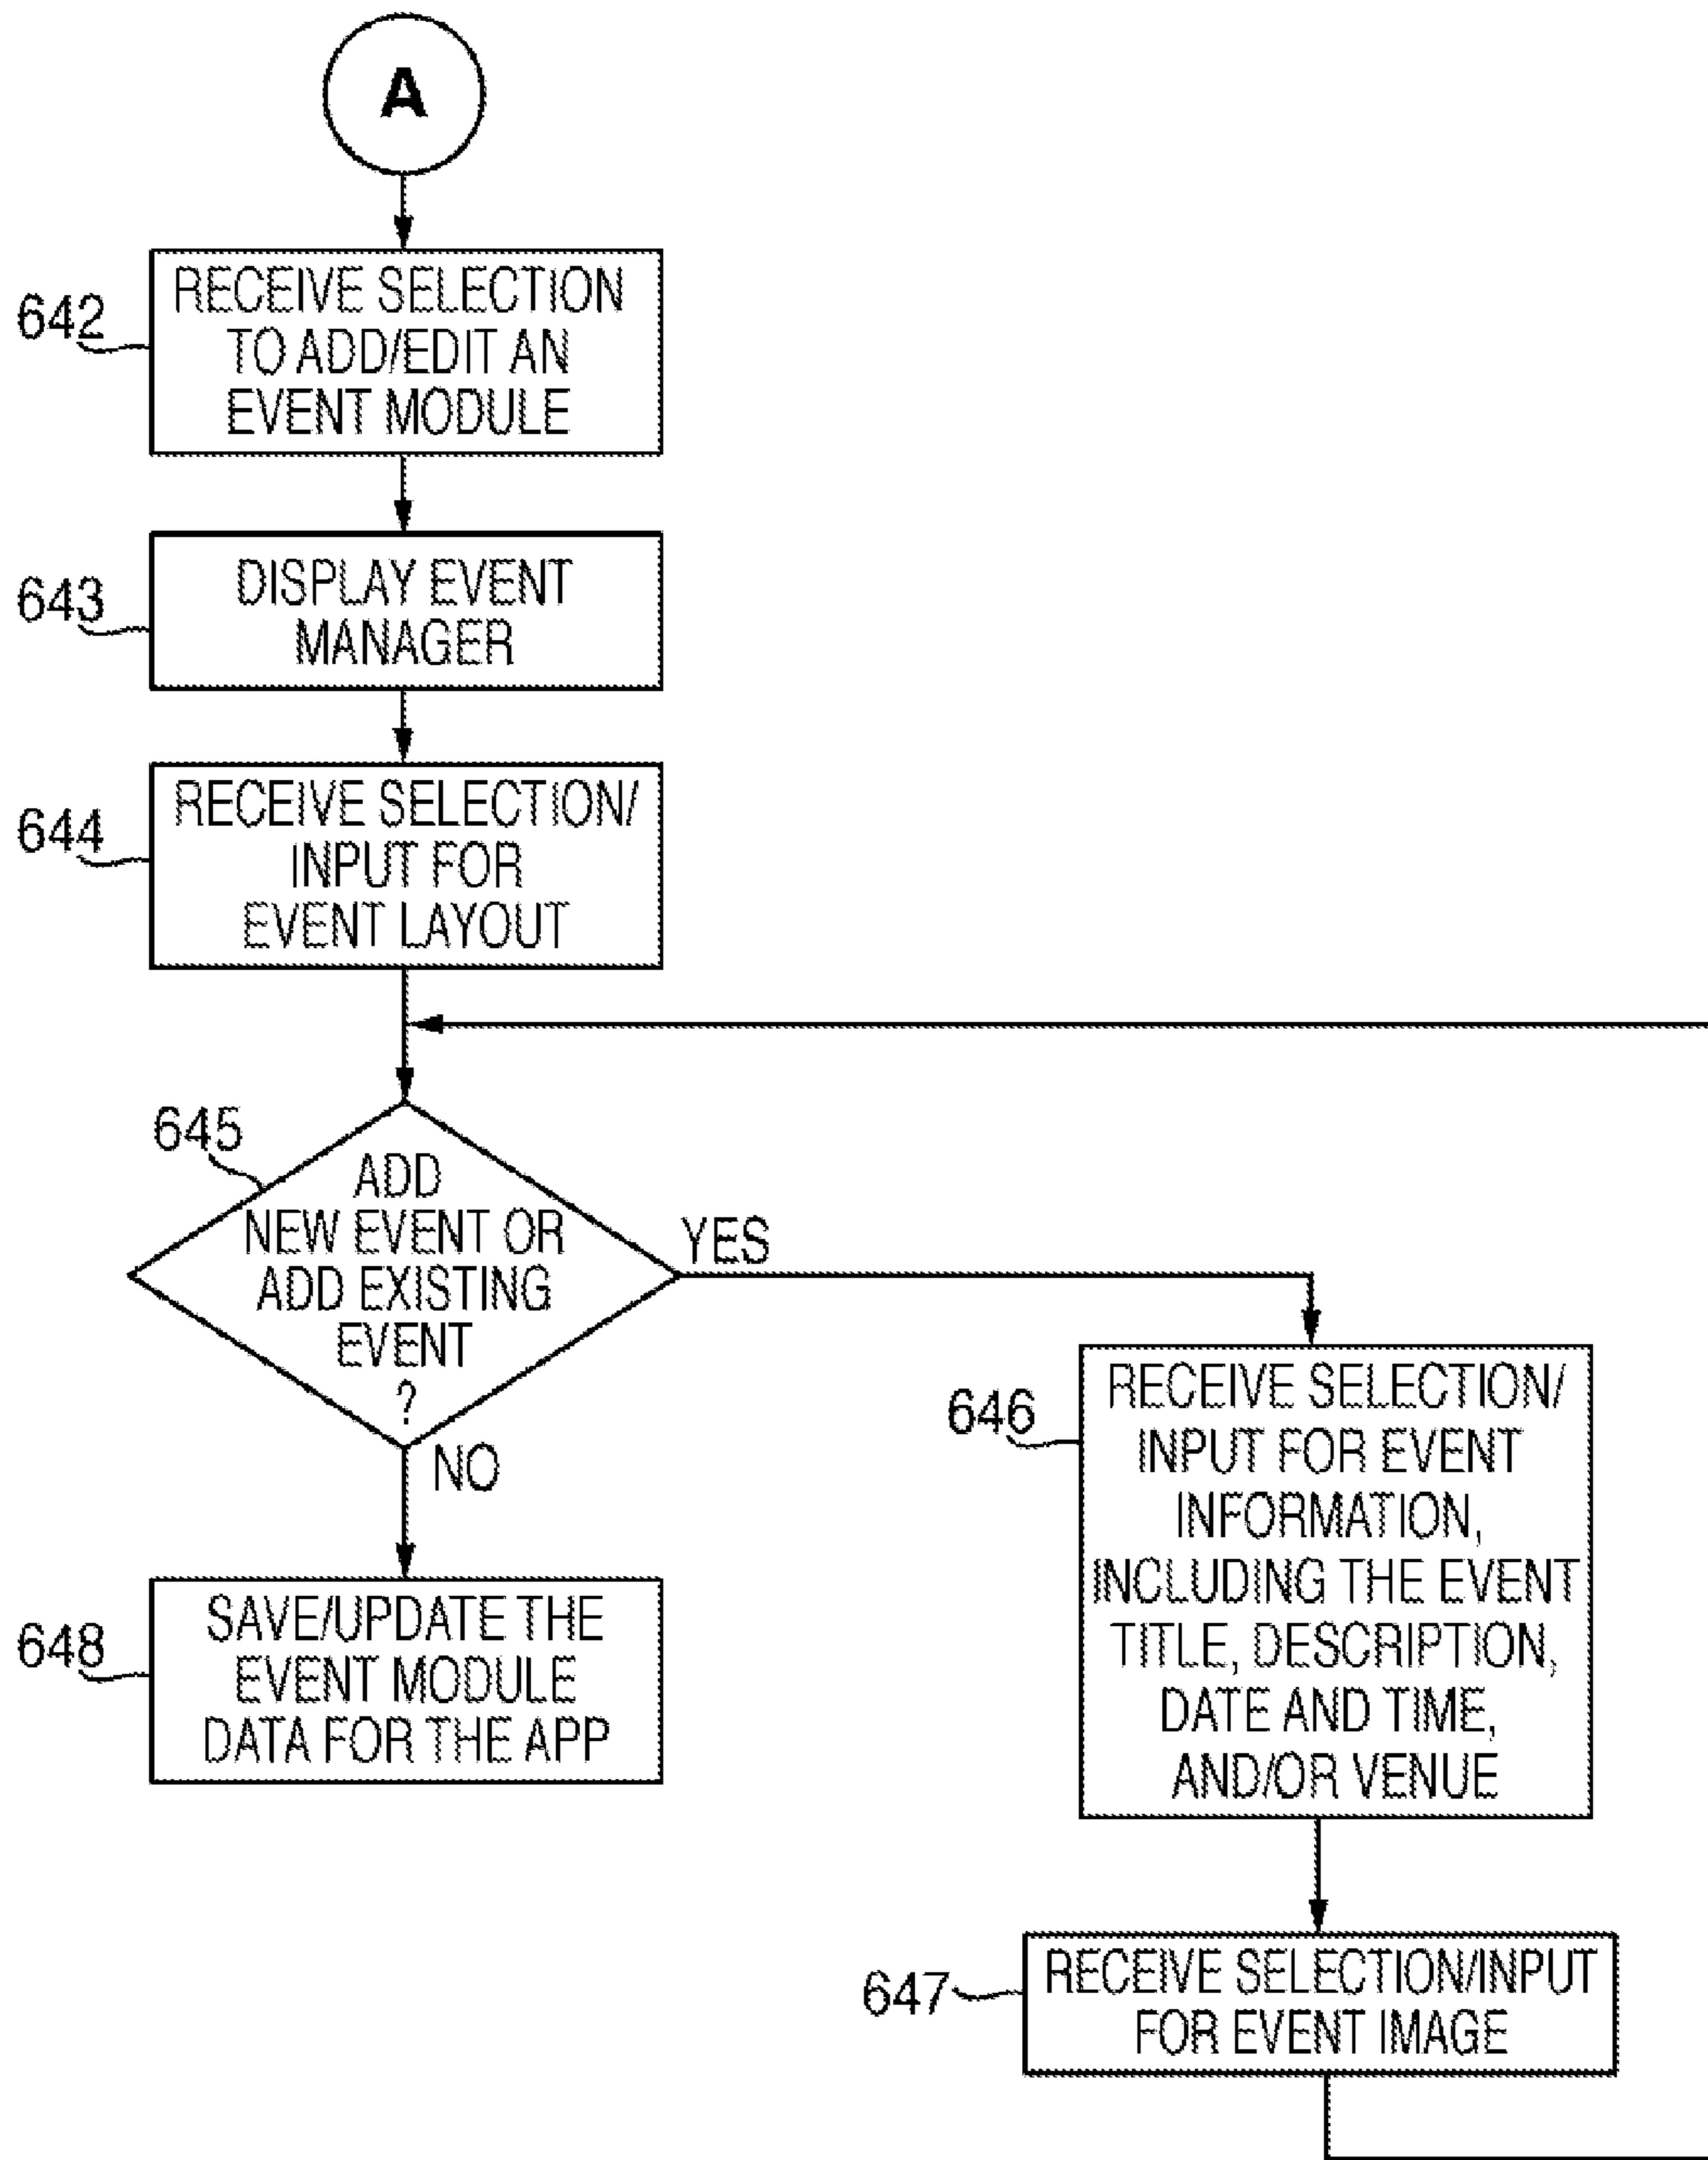 A
642
RECEIVE SELECTION
TO ADD/EDIT AN
EVENT MODULE
643
DISPLAY EVENT
MANAGER
644
RECEIVE SELECTION/
INPUT FOR
EVENT LAYOUT
645
ADD
NEW EVENT OR
ADD EXISTING
EVENT
?
YES
NO
646
RECEIVE SELECTION/
INPUT FOR EVENT
INFORMATION,
INCLUDING THE EVENT
TITLE, DESCRIPTION,
DATE AND TIME,
AND/OR VENUE
648
SAVE/UPDATE THE
EVENT MODULE
DATA FOR THE APP
647
RECEIVE SELECTION/INPUT
FOR EVENT IMAGE